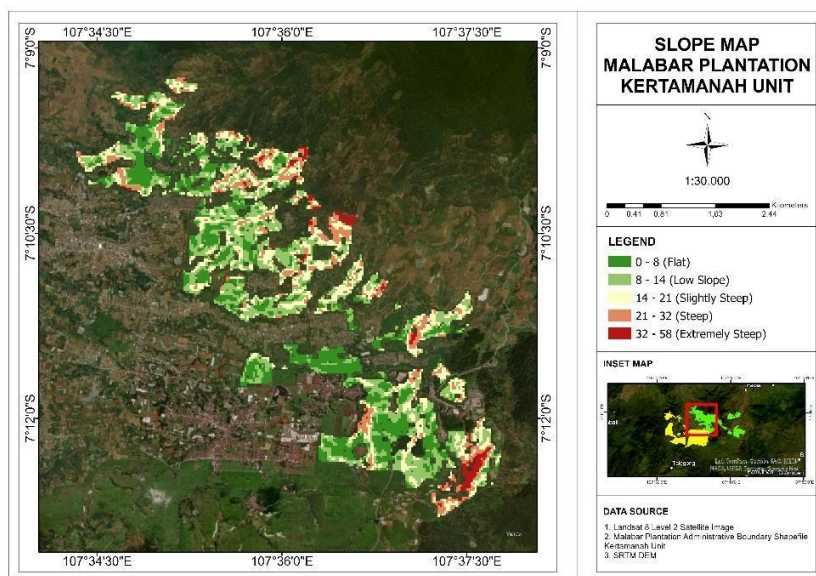 107°34'30"E 107°36'0"E 107°37'30"E
7°9'0"S
7°10'30"S
7°12'0"S
7°9'0"S
7°10'30"S
7°12'0"S
107°34'30"E 107°36'0"E 107°37'30"E
SLOPE MAP
MALABAR PLANTATION
KERTAMANAH UNIT
1:30.000
Kilometers
0 0.41 0.81 1,03 2.44
LEGEND
0 - 8 (Flat)
8 - 14 (Low Slope)
14 - 21 (Slightly Steep)
21 - 32 (Steep)
32 - 58 (Extremely Steep)
INSET MAP
DATA SOURCE
1. Landsat 8 Level 2 Satellite Image
2. Malabar Plantation Administrative Boundary Shapefile
Kertamanah Unit
3. SRTM DEM